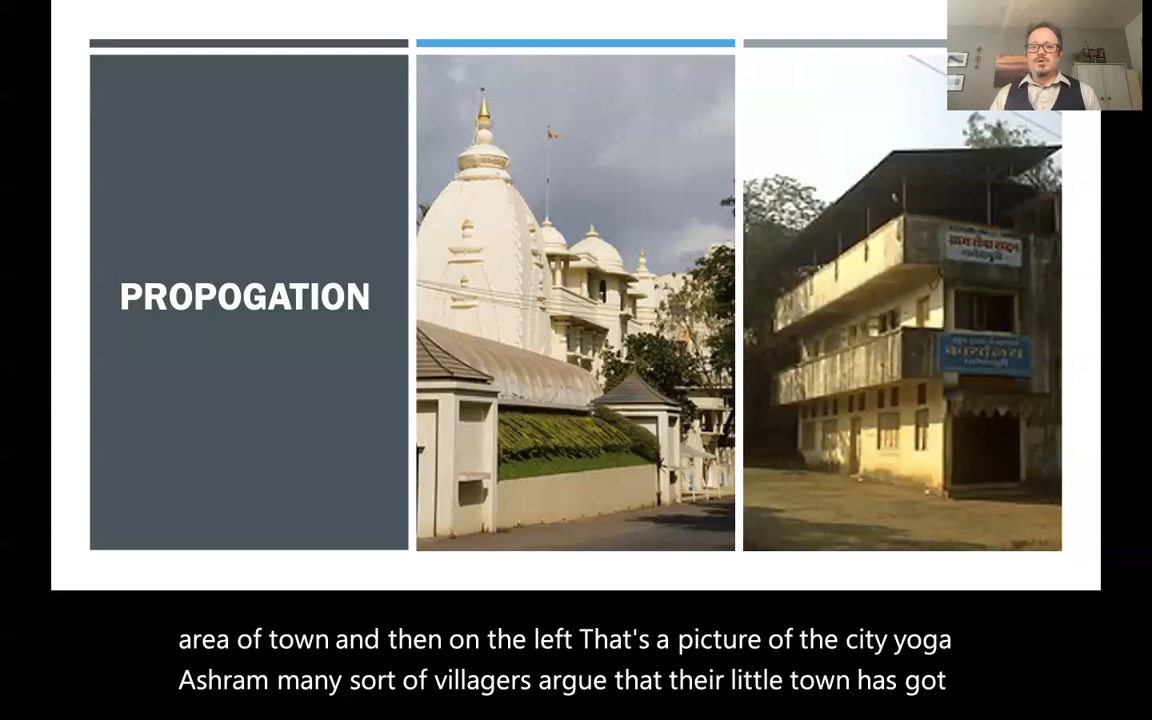 PROPOGATION
कार्यालय
area of town and then on the left That's a picture of the city yoga
Ashram many sort of villagers argue that their little town has got